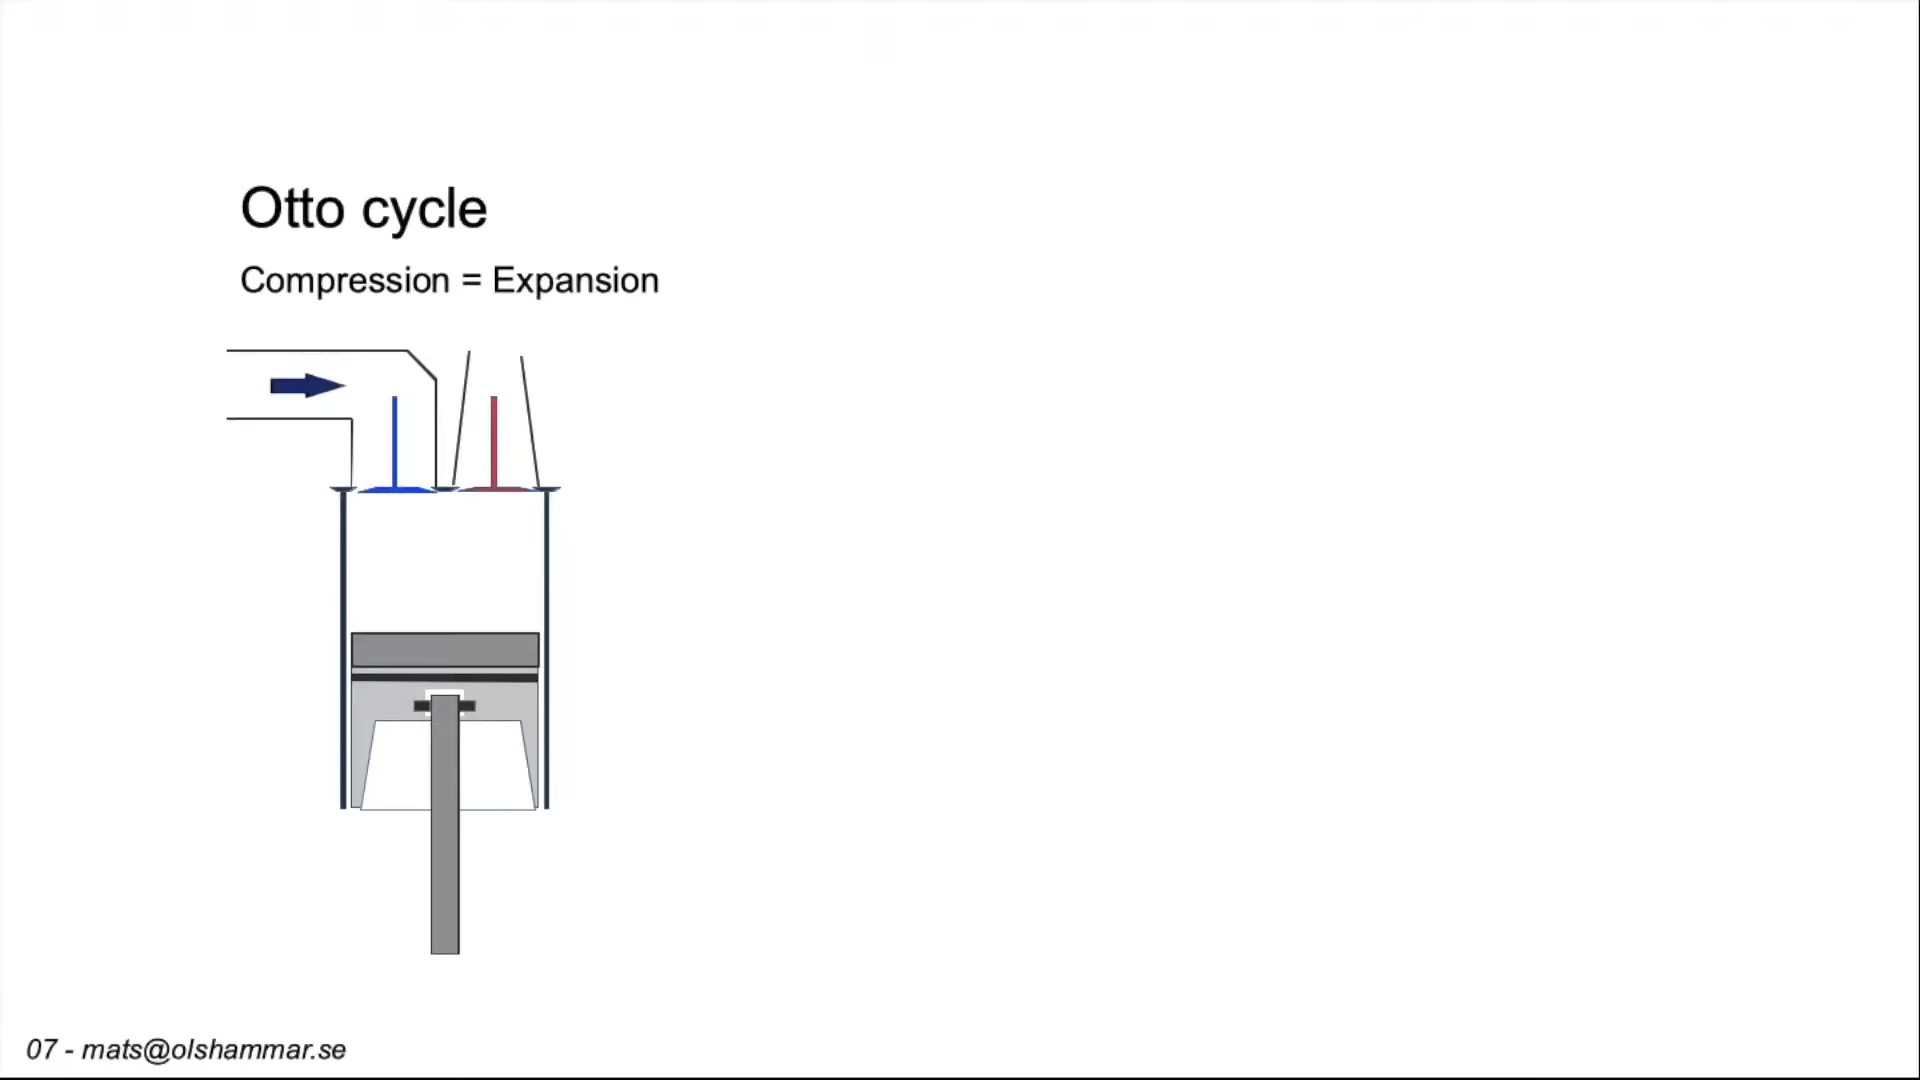 Otto cycle
Compression = Expansion
07 - mats@olshammar.se